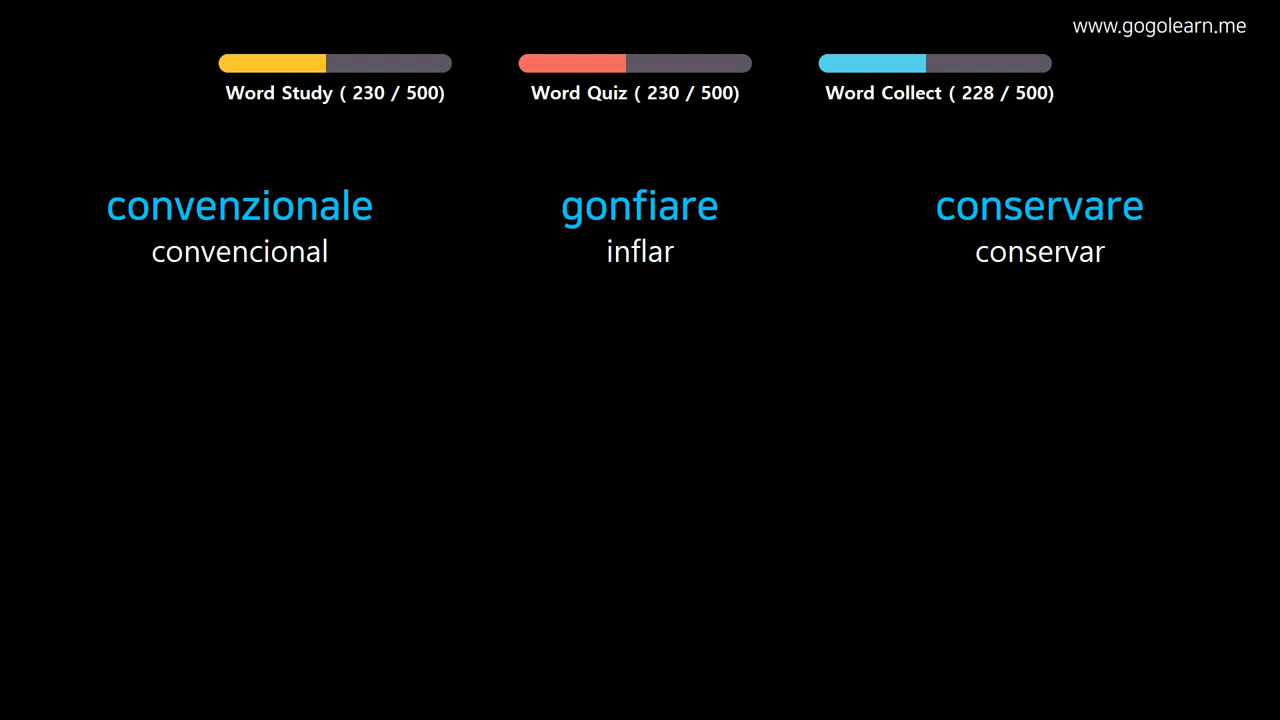 www.gogolearn.me
Word Study ( 230 / 500)
Word Quiz ( 230 / 500)
Word Collect ( 228 / 500)
convenzionale
convencional
gonfiare
inflar
conservare
conservar